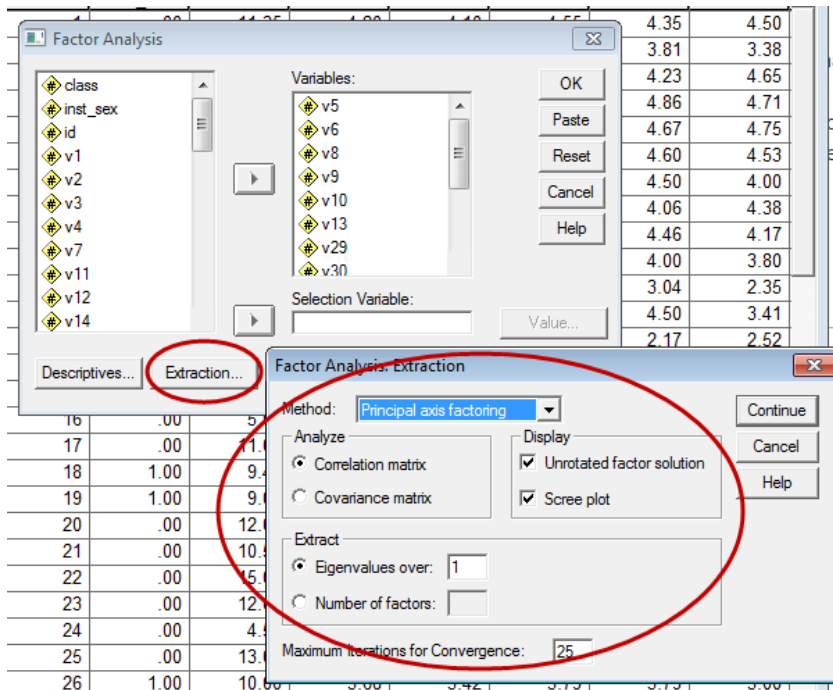 Factor Analysis
4.35 4.50
3.81 3.38
4.23 4.65
4.86 4.71
4.67 4.75
4.60 4.53
4.50 4.00
4.06 4.38
4.46 4.17
4.00 3.80
3.04 2.35
4.50 3.41
2.17 2.52
class
inst_sex
id
v1
v2
v3
v4
v7
v11
v12
v14
Variables:
v5
v6
v8
v9
v10
v13
v29
v30
Selection Variable:
OK
Paste
Reset
Cancel
Help
Value...
Descriptives...
Extraction...
Factor Analysis: Extraction
Method: Principal axis factoring
Analyze
Correlation matrix
Covariance matrix
Display
Unrotated factor solution
Scree plot
Extract
Eigenvalues over: 1
Number of factors:
Maximum Iterations for Convergence: 25
Continue
Cancel
Help
16 .00
17 .00
18 1.00
19 1.00
20 .00
21 .00
22 .00
23 .00
24 .00
25 .00
26 1.00